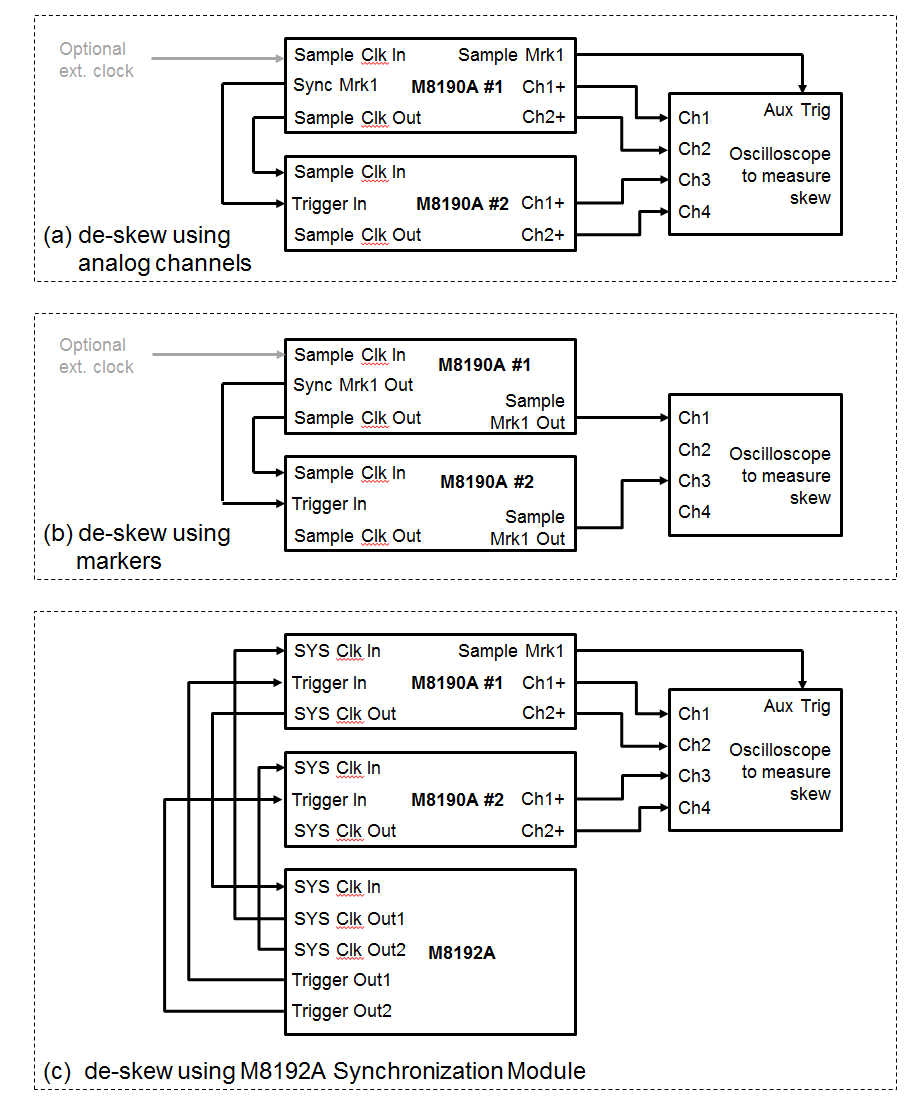 Optional
ext. clock
Sample Clk In
Sample Mrk1
Sync Mrk1
M8190A #1
Ch1+
Sample Clk Out
Ch2+
Sample Clk In
Trigger In
M8190A #2
Ch1+
Sample Clk Out
Ch2+
Aux Trig
Ch1
Ch2
Ch3
Ch4
Oscilloscope
to measure
skew
(a) de-skew using
analog channels
Optional
ext. clock
Sample Clk In
M8190A #1
Sync Mrk1 Out
Sample Clk Out
Sample
Mrk1 Out
Sample Clk In
M8190A #2
Trigger In
Sample Clk Out
Sample
Mrk1 Out
Ch1
Ch2
Ch3
Ch4
Oscilloscope
to measure
skew
(b) de-skew using
markers
SYS Clk In
Sample Mrk1
Trigger In
M8190A #1
Ch1+
SYS Clk Out
Ch2+
SYS Clk In
Trigger In
M8190A #2
Ch1+
SYS Clk Out
Ch2+
Aux Trig
Ch1
Ch2
Ch3
Ch4
Oscilloscope
to measure
skew
SYS Clk In
SYS Clk Out1
SYS Clk Out2
M8192A
Trigger Out1
Trigger Out2
(c) de-skew using M8192A Synchronization Module